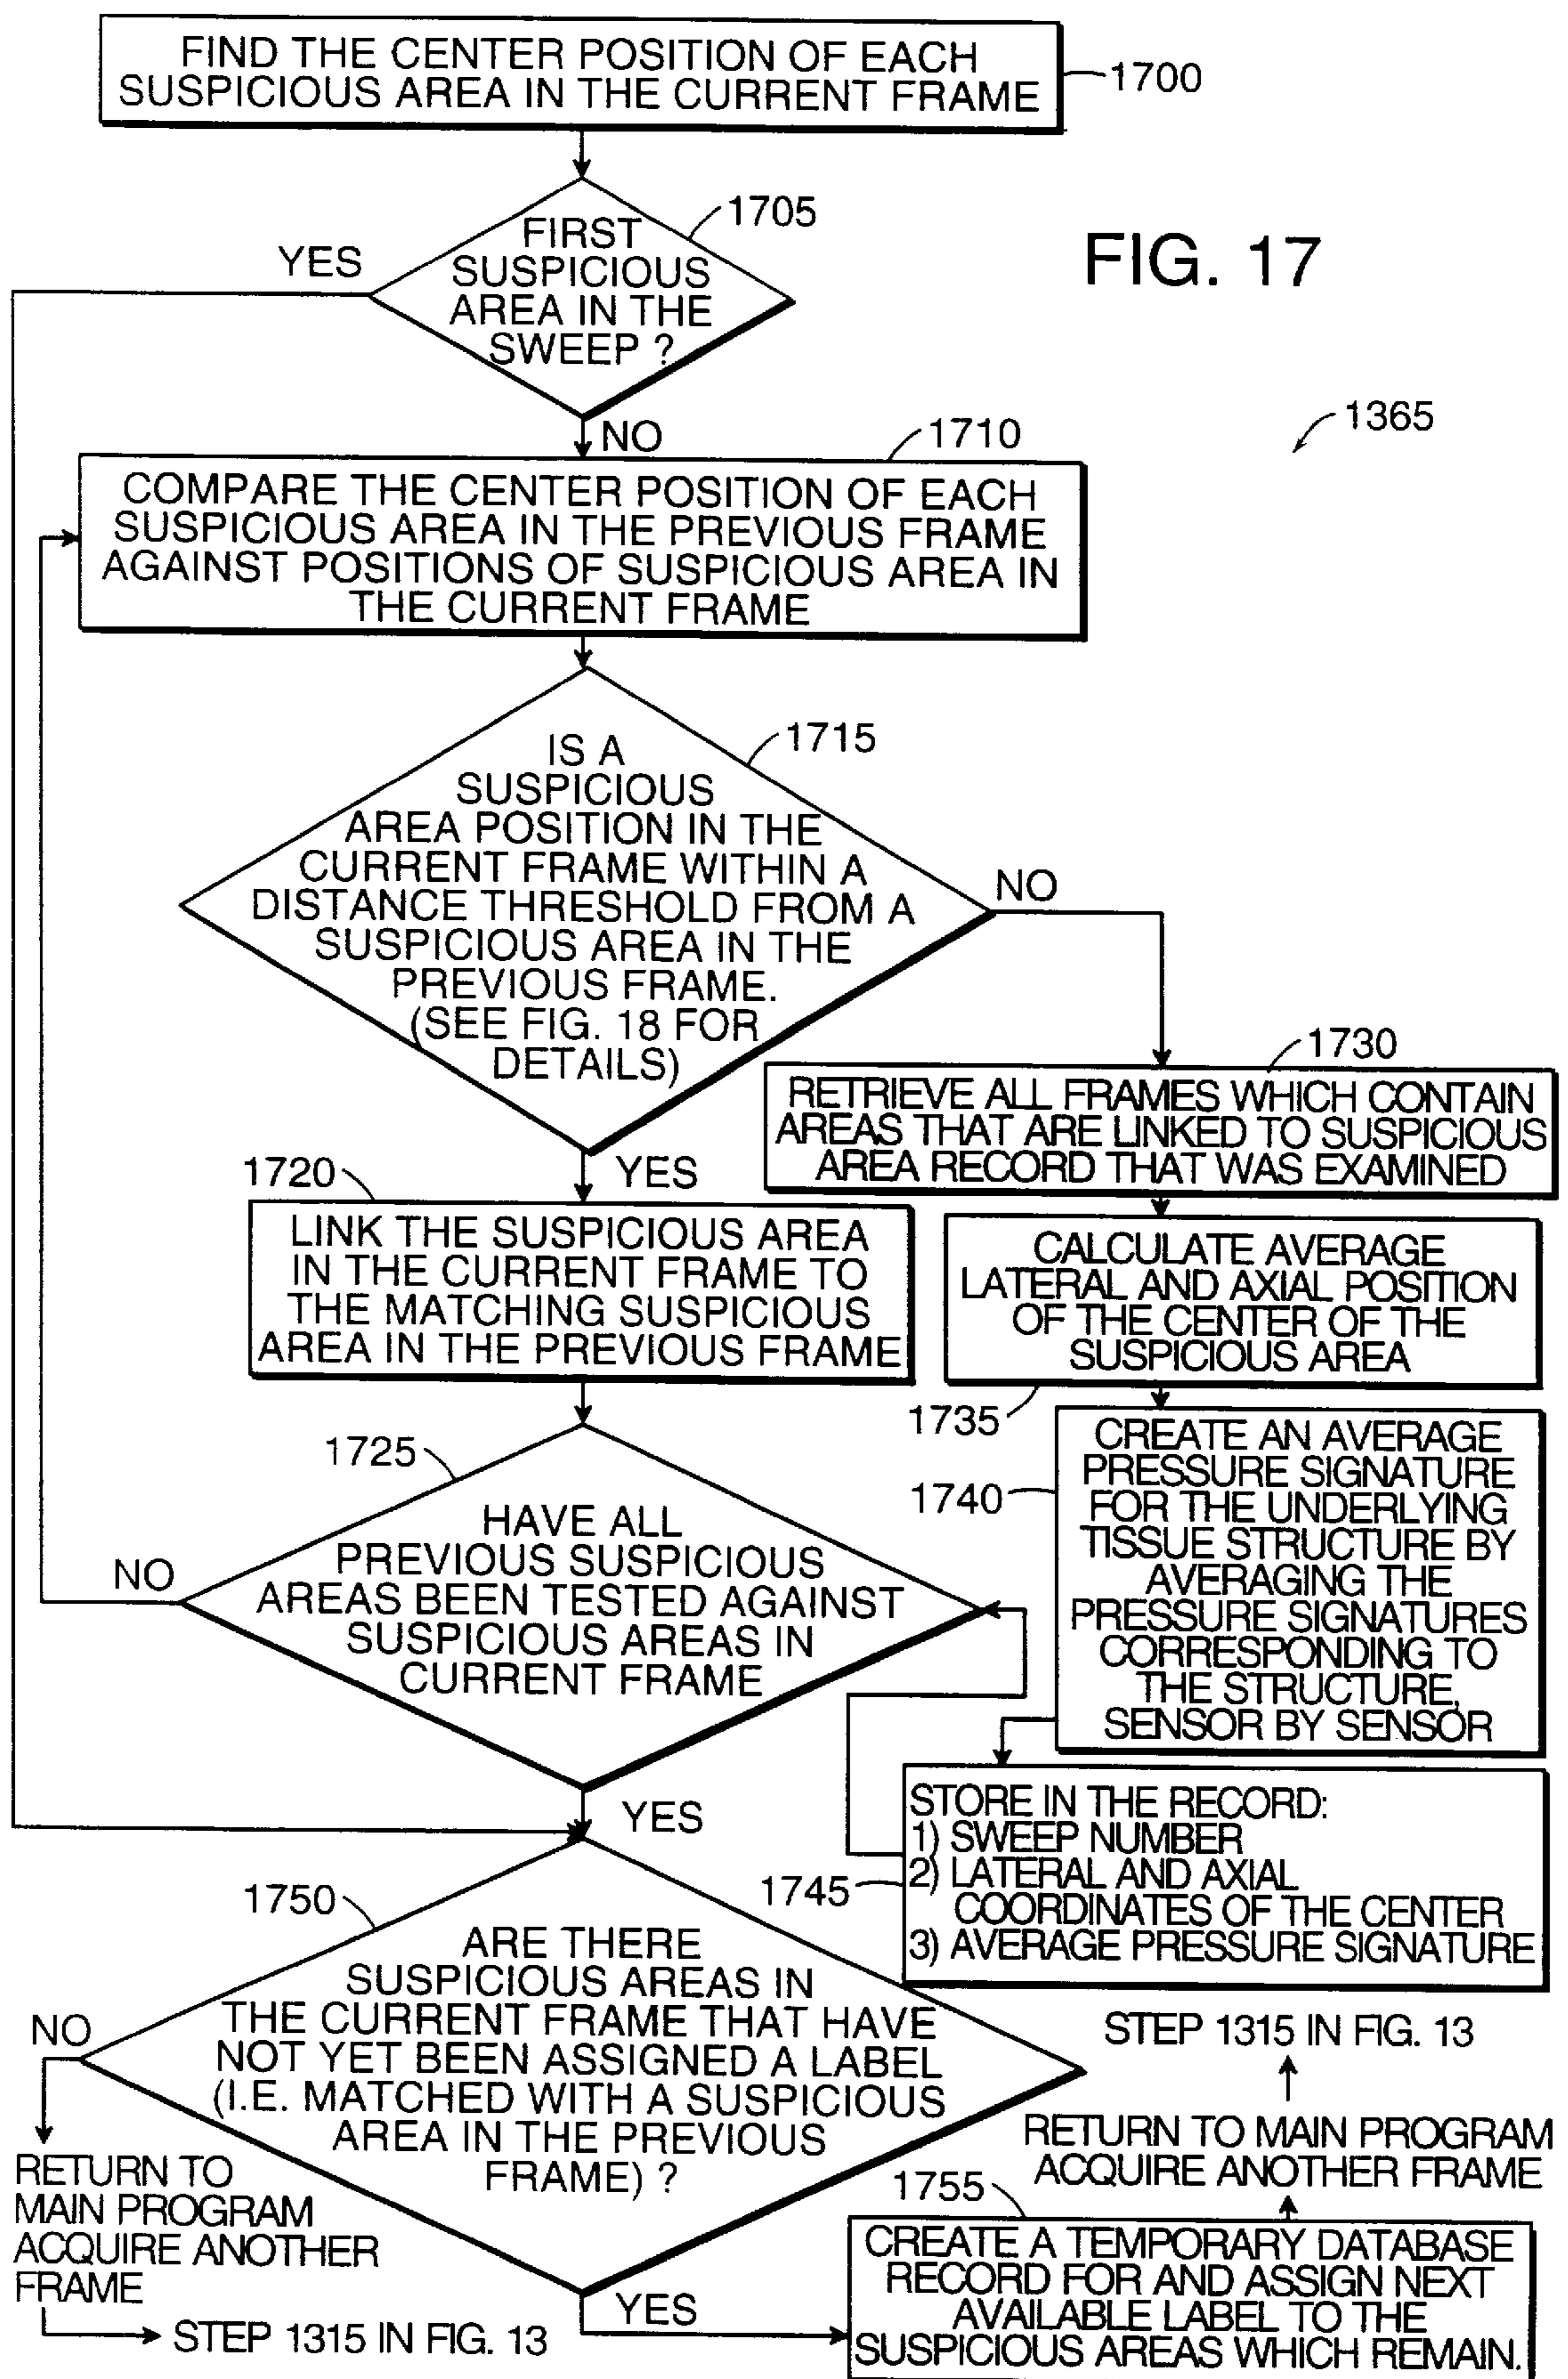 FIND THE CENTER POSITION OF EACH
SUSPICIOUS AREA IN THE CURRENT FRAME
1700
1705
FIRST
SUSPICIOUS
AREA IN THE
SWEEP ?
YES
FIG. 17
1365
NO
1710
COMPARE THE CENTER POSITION OF EACH
SUSPICIOUS AREA IN THE PREVIOUS FRAME
AGAINST POSITIONS OF SUSPICIOUS AREA IN
THE CURRENT FRAME
1715
IS A
SUSPICIOUS
AREA POSITION IN THE
CURRENT FRAME WITHIN A
DISTANCE THRESHOLD FROM A
SUSPICIOUS AREA IN THE
PREVIOUS FRAME.
(SEE FIG. 18 FOR
DETAILS)
NO
1730
RETRIEVE ALL FRAMES WHICH CONTAIN
AREAS THAT ARE LINKED TO SUSPICIOUS
AREA RECORD THAT WAS EXAMINED
YES
1720
LINK THE SUSPICIOUS AREA
IN THE CURRENT FRAME TO
THE MATCHING SUSPICIOUS
AREA IN THE PREVIOUS FRAME
CALCULATE AVERAGE
LATERAL AND AXIAL POSITION
OF THE CENTER OF THE
SUSPICIOUS AREA
1735
1725
HAVE ALL
PREVIOUS SUSPICIOUS
AREAS BEEN TESTED AGAINST
SUSPICIOUS AREAS IN
CURRENT FRAME
NO
1740
CREATE AN AVERAGE
PRESSURE SIGNATURE
FOR THE UNDERLYING
TISSUE STRUCTURE BY
AVERAGING THE
PRESSURE SIGNATURES
CORRESPONDING TO
THE STRUCTURE,
SENSOR BY SENSOR
YES
STORE IN THE RECORD:
1) SWEEP NUMBER
2) LATERAL AND AXIAL
COORDINATES OF THE CENTER
3) AVERAGE PRESSURE SIGNATURE
1745
1750
ARE THERE
SUSPICIOUS AREAS IN
THE CURRENT FRAME THAT HAVE
NOT YET BEEN ASSIGNED A LABEL
(I.E. MATCHED WITH A SUSPICIOUS
AREA IN THE PREVIOUS
FRAME) ?
NO
RETURN TO
MAIN PROGRAM
ACQUIRE ANOTHER
FRAME
STEP 1315 IN FIG. 13
YES
STEP 1315 IN FIG. 13
RETURN TO MAIN PROGRAM
ACQUIRE ANOTHER FRAME
1755
CREATE A TEMPORARY DATABASE
RECORD FOR AND ASSIGN NEXT
AVAILABLE LABEL TO THE
SUSPICIOUS AREAS WHICH REMAIN.